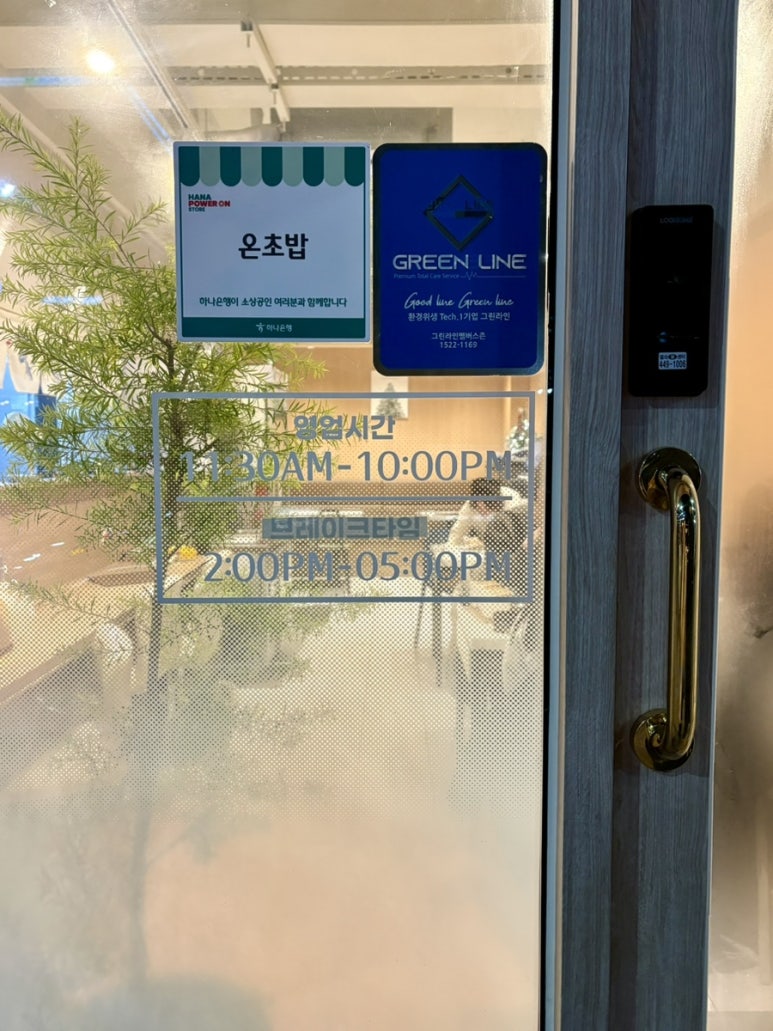 HANA
POWER ON
STORE
온초밥
하나은행이 소상공인 여러분과 함께합니다
하나은행
GREEN LINE
Premium Total Care Service
Good line Green line
환경위생 Tech.1기업 그린라인
그린라인멤버스존
1522-1169
영업시간
11:30AM-10:00PM
브레이크타임
2:00PM-05:00PM
449-1006